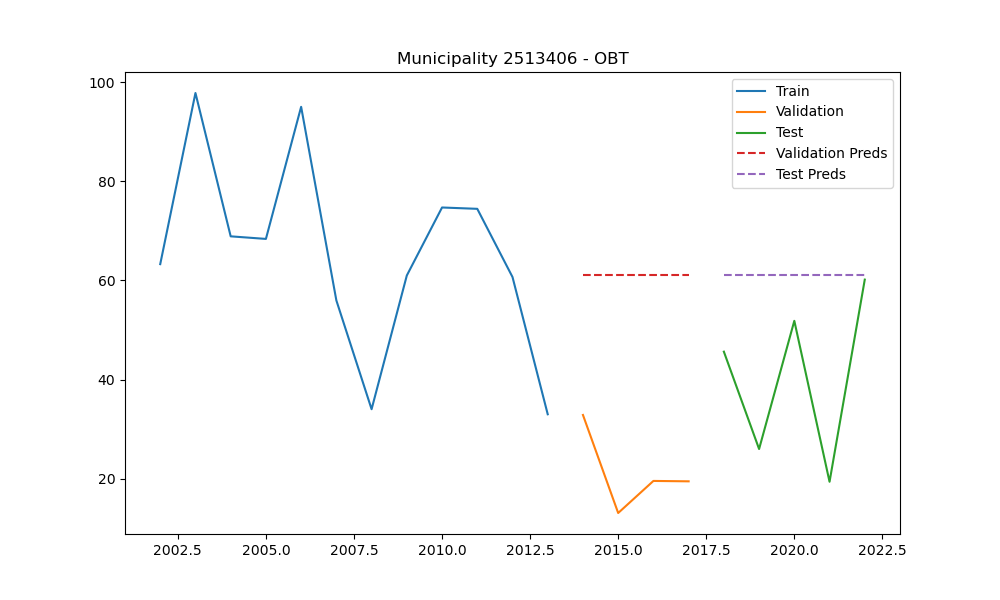 Municipality 2513406 - OBT
100
80
60
40
20
2002.5 2005.0 2007.5 2010.0 2012.5 2015.0 2017.5 2020.0 2022.5
Train
Validation
Test
Validation Preds
Test Preds